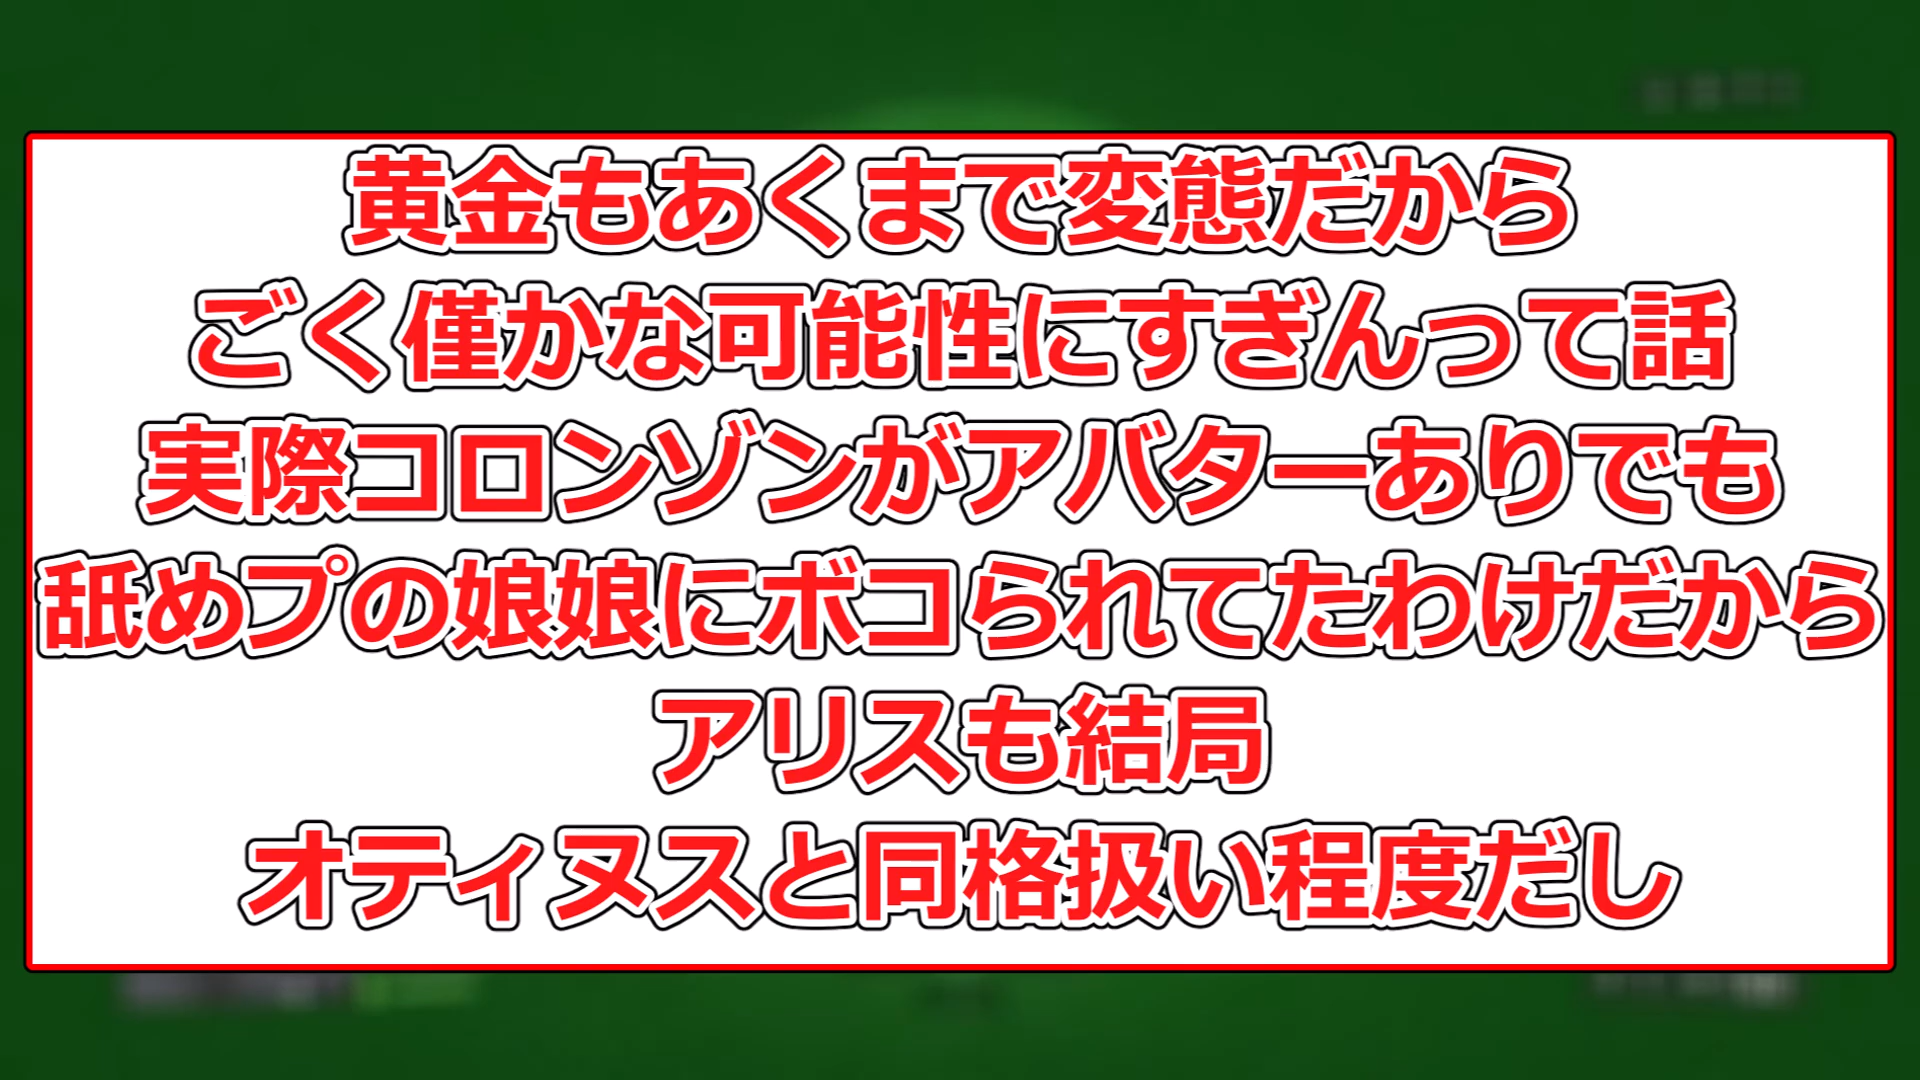 黄金もあくまで変態だから
ごく僅かな可能性にすぎんって話
実際コロンゾンがアバターありでも
舐めプの娘娘にボコられてたわけだから
アリスも結局
オティヌスと同格扱い程度だし